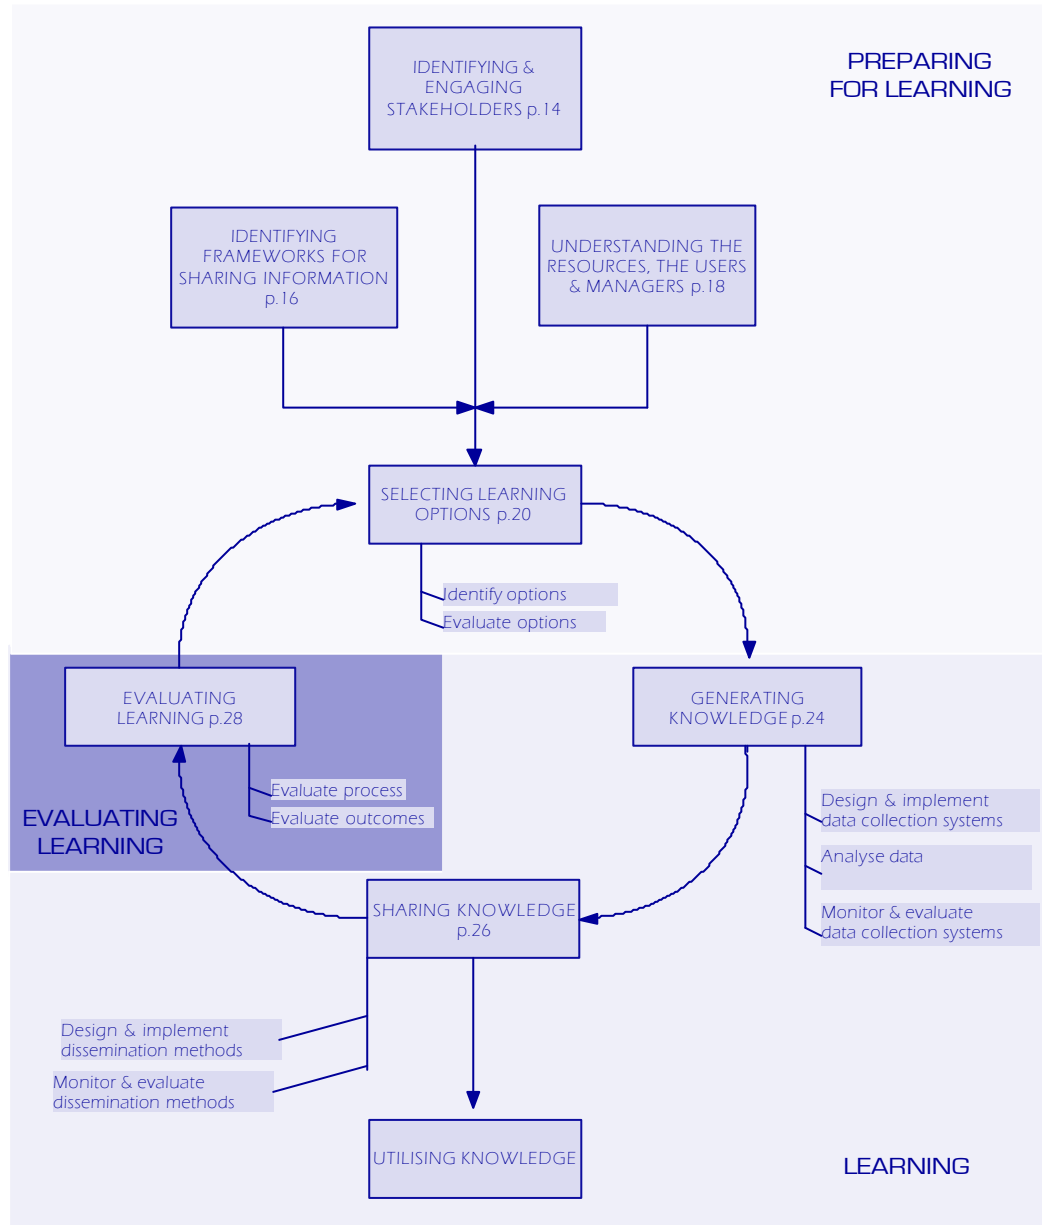 IDENTIFYING &
ENGAGING
STAKEHOLDERS p.14
PREPARING
FOR LEARNING
IDENTIFYING
FRAMEWORKS FOR
SHARING INFORMATION
p.16
UNDERSTANDING THE
RESOURCES, THE USERS
& MANAGERS p.18
SELECTING LEARNING
OPTIONS p.20
Identify options
Evaluate options
EVALUATING
LEARNING p.28
Evaluate process
Evaluate outcomes
EVALUATING
LEARNING
GENERATING
KNOWLEDGE p.24
Design & implement
data collection systems
Analyse data
Monitor & evaluate
data collection systems
SHARING KNOWLEDGE
p.26
Design & implement
dissemination methods
Monitor & evaluate
dissemination methods
UTILISING KNOWLEDGE
LEARNING